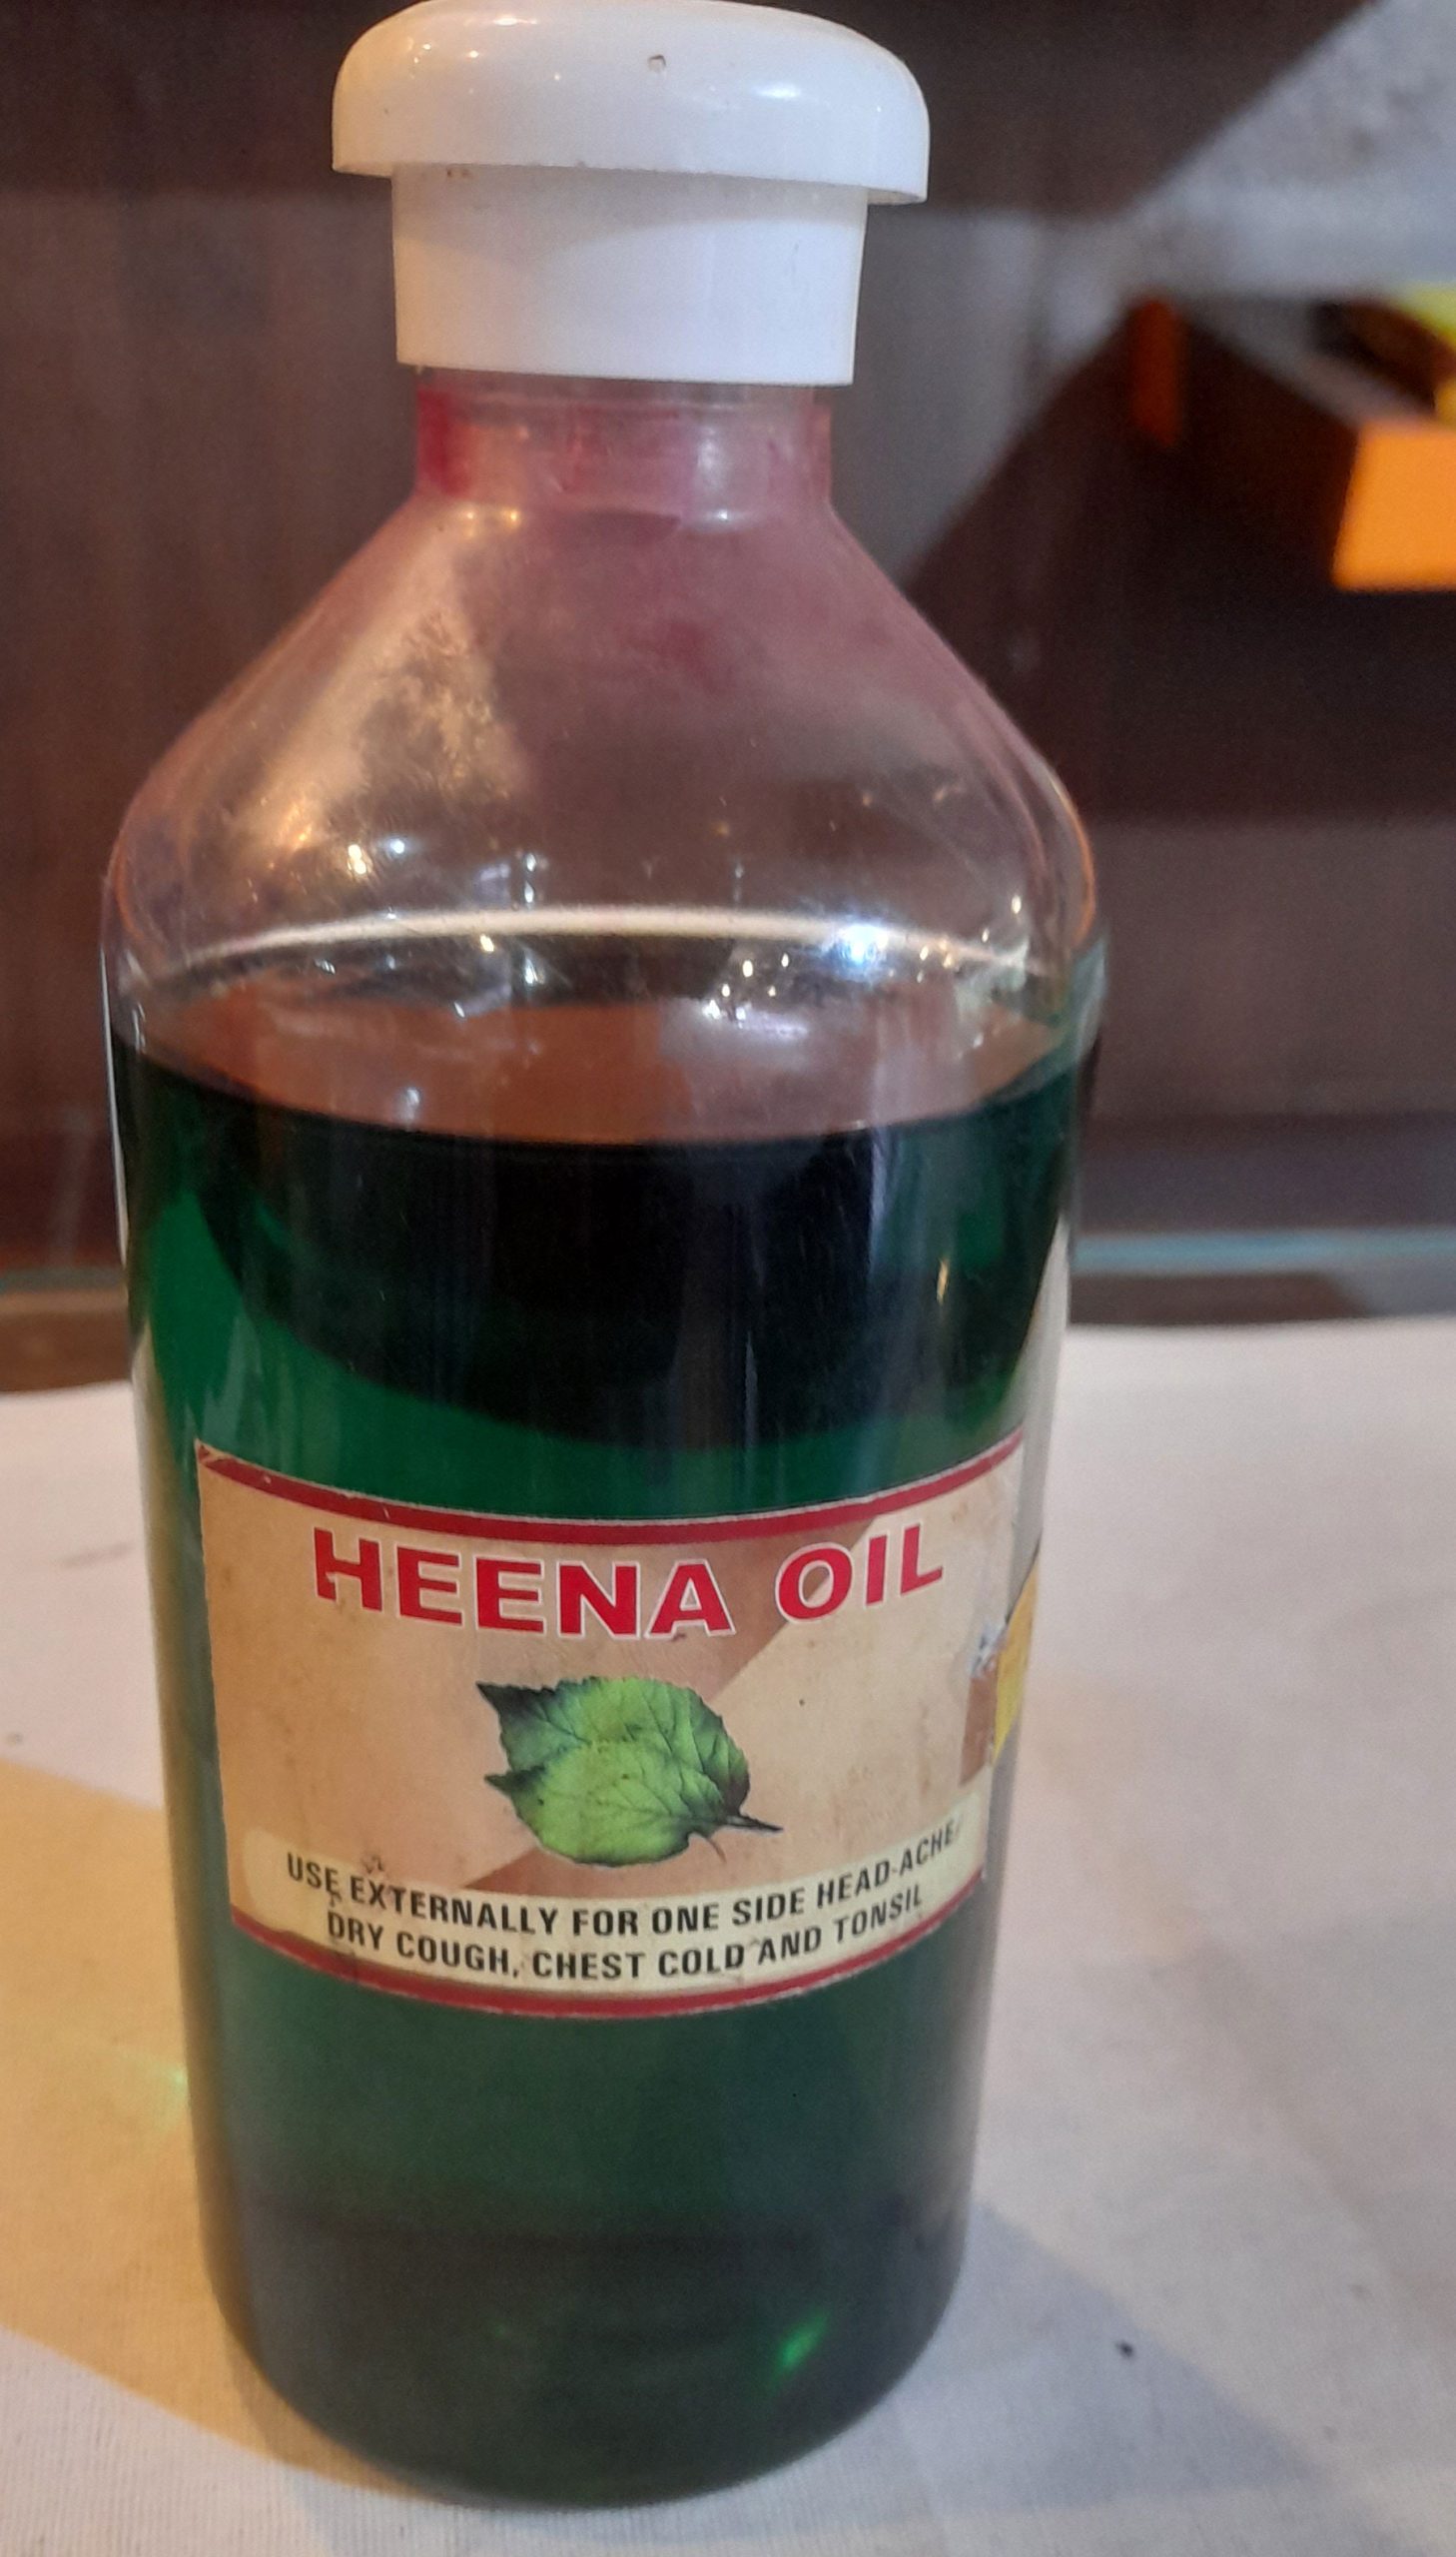 HEENA OIL
USE EXTERNALLY FOR ONE SIDE HEAD-ACHE,
DRY COUGH, CHEST COLD AND TONSIL